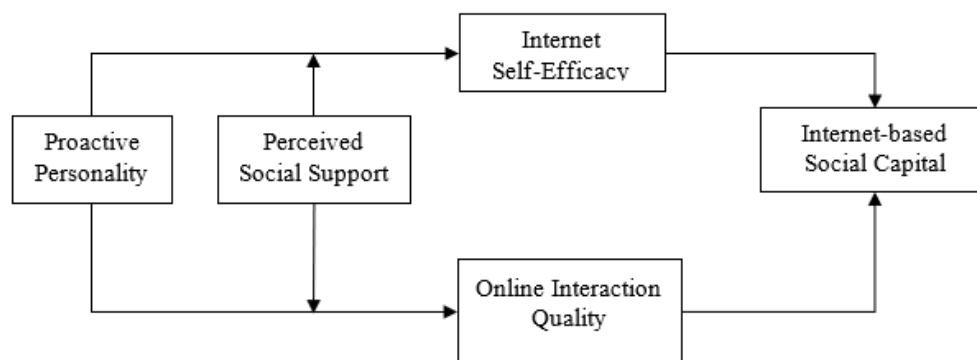 Internet
Self-Efficacy
Proactive
Personality
Perceived
Social Support
Internet-based
Social Capital
Online Interaction
Quality